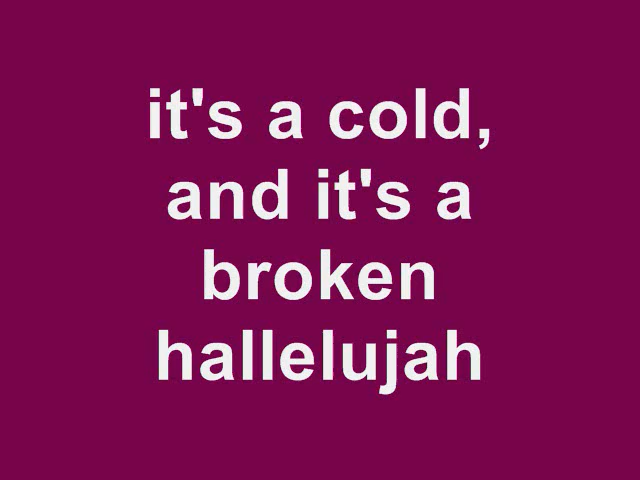 it's a cold,
and it's a
broken
hallelujah